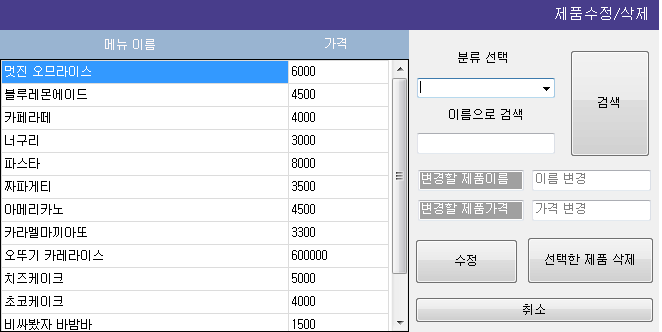 제품수정/삭제
메뉴 이름 가격
멋진 오므라이스 6000
블루레몬에이드 4500
카페라떼 4000
너구리 3000
파스타 8000
짜파게티 3500
아메리카노 4500
카라멜마끼아또 3300
오뚜기 카레라이스 600000
치즈케이크 5000
초코케이크 4000
비싸봤자 바밤바 1500
분류 선택
이름으로 검색
검색
변경할 제품이름 이름 변경
변경할 제품가격 가격 변경
수정 선택한 제품 삭제
취소